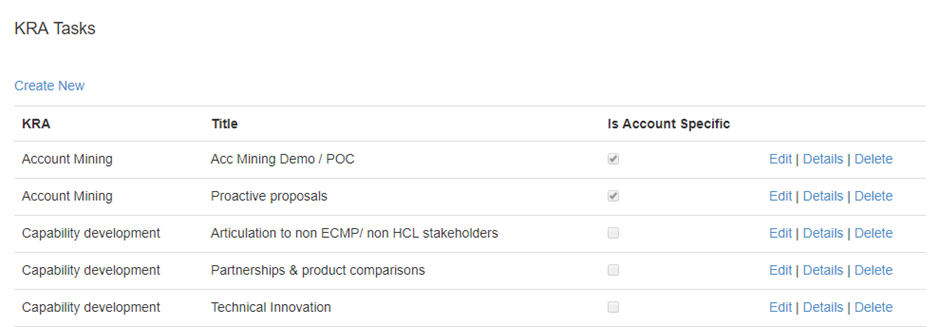 KRA Tasks
Create New
KRA Title Is Account Specific
Account Mining Acc Mining Demo / POC Edit | Details | Delete
Account Mining Proactive proposals Edit | Details | Delete
Capability development Articulation to non ECMP/ non HCL stakeholders Edit | Details | Delete
Capability development Partnerships & product comparisons Edit | Details | Delete
Capability development Technical Innovation Edit | Details | Delete